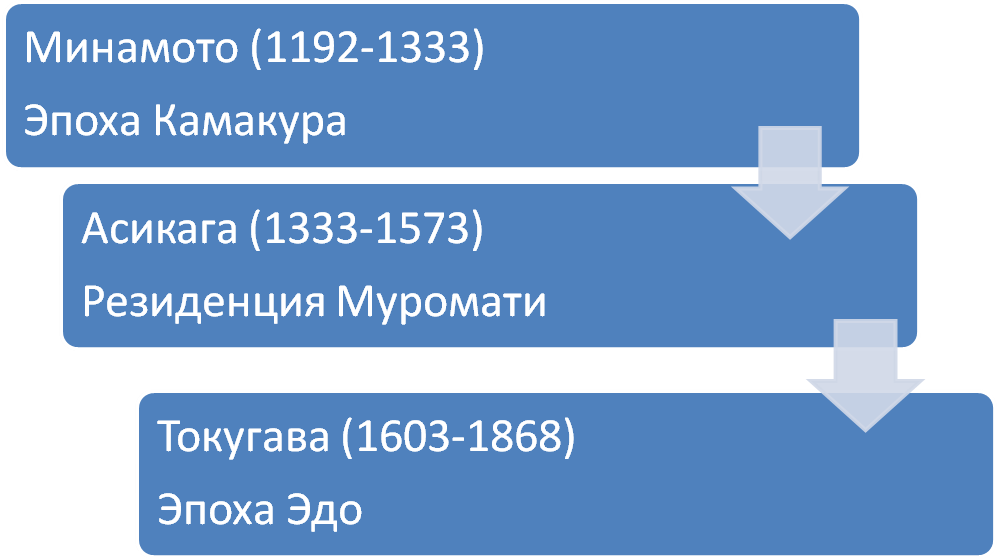 Минамото (1192-1333)
Эпоха Камакура
Асикага (1333-1573)
Резиденция Муромати
Токугава (1603-1868)
Эпоха Эдо